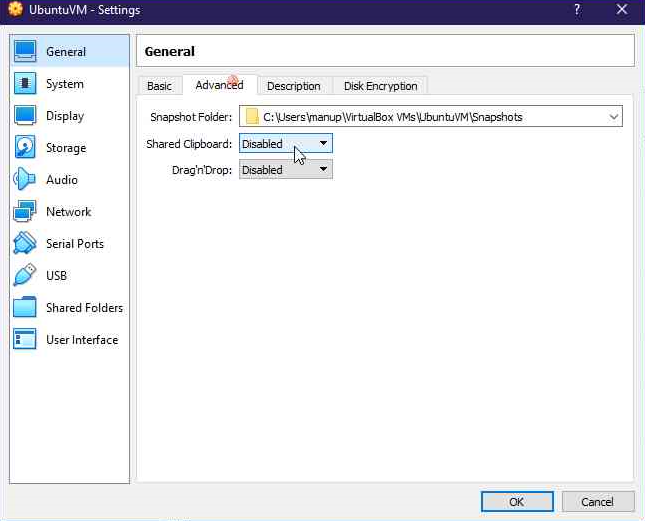 UbuntuVM - Settings ?
General
System
Display
Storage
Audio
Network
Serial Ports
USB
Shared Folders
User Interface
General
Basic Advanced Description Disk Encryption
Snapshot Folder: C:\Users\manup\VirtualBox VMs\UbuntuVM\Snapshots
Shared Clipboard: Disabled
Drag'n'Drop: Disabled
OK Cancel